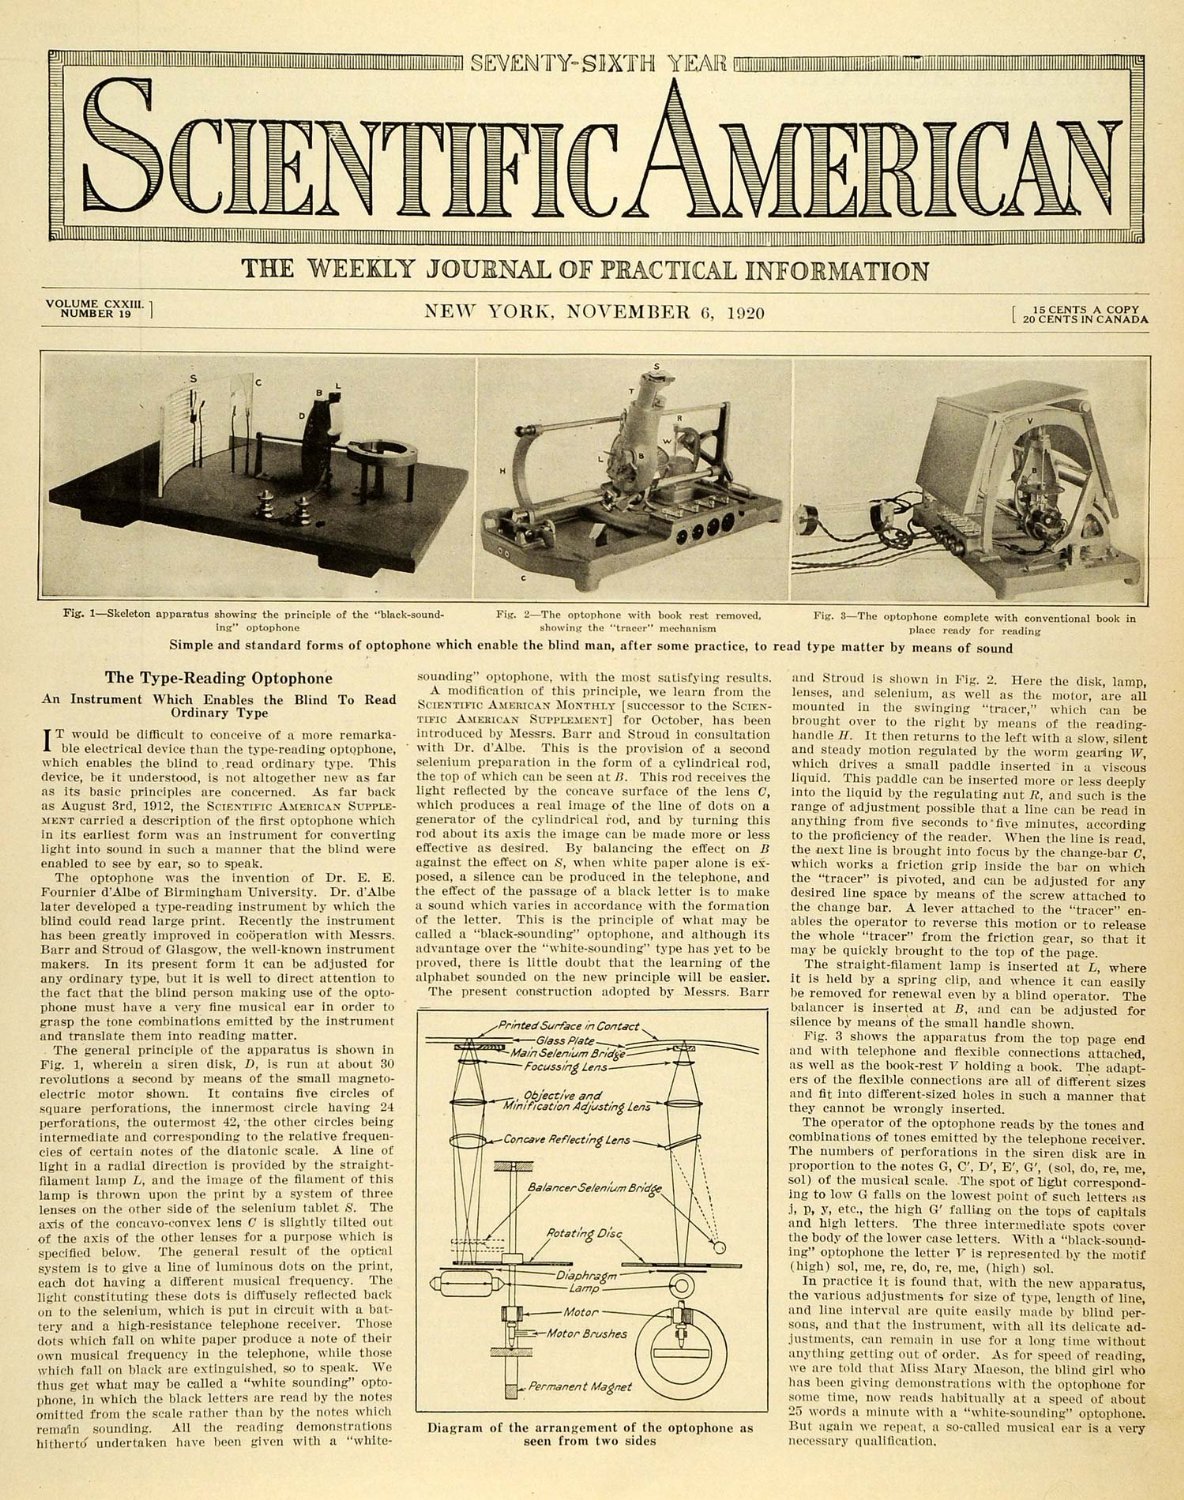 SEVENTY-SIXTH YEAR
SCIENTIFIC AMERICAN
THE WEEKLY JOURNAL OF PRACTICAL INFORMATION
VOLUME CXXIII.
NUMBER 19
NEW YORK, NOVEMBER 6, 1920
15 CENTS A COPY
20 CENTS IN CANADA
S
C
D
B
L
S
T
R
W
L
B
H
C
V
B
Fig. 1—Skeleton apparatus showing the principle of the "black-sound-
ing" optophone
Fig. 2—The optophone with book rest removed,
showing the "tracer" mechanism
Fig. 3—The optophone complete with conventional book in
place ready for reading
Simple and standard forms of optophone which enable the blind man, after some practice, to read type matter by means of sound
The Type-Reading Optophone
An Instrument Which Enables the Blind To Read
Ordinary Type
IT would be difficult to conceive of a more remarka-
ble electrical device than the type-reading optophone,
which enables the blind to read ordinary type. This
device, be it understood, is not altogether new as far
as its basic principles are concerned. As far back
as August 3rd, 1912, the SCIENTIFIC AMERICAN SUPPLE-
MENT carried a description of the first optophone which
in its earliest form was an instrument for converting
light into sound in such a manner that the blind were
enabled to see by ear, so to speak.
The optophone was the invention of Dr. E. E.
Fournier d'Albe of Birmingham University. Dr. d'Albe
later developed a type-reading instrument by which the
blind could read large print. Recently the instrument
has been greatly improved in coöperation with Messrs.
Barr and Stroud of Glasgow, the well-known instrument
makers. In its present form it can be adjusted for
any ordinary type, but it is well to direct attention to
the fact that the blind person making use of the opto-
phone must have a very fine musical ear in order to
grasp the tone combinations emitted by the instrument
and translate them into reading matter.
The general principle of the apparatus is shown in
Fig. 1, wherein a siren disk, D, is run at about 30
revolutions a second by means of the small magneto-
electric motor shown. It contains five circles of
square perforations, the innermost circle having 24
perforations, the outermost 42, the other circles being
intermediate and corresponding to the relative frequen-
cies of certain notes of the diatonic scale. A line of
light in a radial direction is provided by the straight-
filament lamp L, and the image of the filament of this
lamp is thrown upon the print by a system of three
lenses on the other side of the selenium tablet S. The
axis of the concavo-convex lens C is slightly tilted out
of the axis of the other lenses for a purpose which is
specified below. The general result of the optical
system is to give a line of luminous dots on the print,
each dot having a different musical frequency. The
light constituting these dots is diffusely reflected back
on to the selenium, which is put in circuit with a bat-
tery and a high-resistance telephone receiver. Those
dots which fall on white paper produce a note of their
own musical frequency in the telephone, while those
which fall on black are extinguished, so to speak. We
thus get what may be called a "white sounding" opto-
phone, in which the black letters are read by the notes
omitted from the scale rather than by the notes which
remain sounding. All the reading demonstrations
hitherto undertaken have been given with a "white-
sounding" optophone, with the most satisfying results.
A modification of this principle, we learn from the
SCIENTIFIC AMERICAN MONTHLY [successor to the SCIEN-
TIFIC AMERICAN SUPPLEMENT] for October, has been
introduced by Messrs. Barr and Stroud in consultation
with Dr. d'Albe. This is the provision of a second
selenium preparation in the form of a cylindrical rod,
the top of which can be seen at B. This rod receives the
light reflected by the concave surface of the lens C,
which produces a real image of the line of dots on a
generator of the cylindrical rod, and by turning this
rod about its axis the image can be made more or less
effective as desired. By balancing the effect on B
against the effect on S, when white paper alone is ex-
posed, a silence can be produced in the telephone, and
the effect of the passage of a black letter is to make
a sound which varies in accordance with the formation
of the letter. This is the principle of what may be
called a "black-sounding" optophone, and although its
advantage over the "white-sounding" type has yet to be
proved, there is little doubt that the learning of the
alphabet sounded on the new principle will be easier.
The present construction adopted by Messrs. Barr
Printed Surface in Contact
Glass Plate
Main Selenium Bridge
Focussing Lens
Objective and
Minification Adjusting Lens
Concave Reflecting Lens
Balancer Selenium Bridge
Rotating Disc
Diaphragm
Lamp
Motor
Motor Brushes
Permanent Magnet
Diagram of the arrangement of the optophone as
seen from two sides
and Stroud is shown in Fig. 2. Here the disk, lamp,
lenses, and selenium, as well as the motor, are all
mounted in the swinging "tracer," which can be
brought over to the right by means of the reading-
handle H. It then returns to the left with a slow, silent
and steady motion regulated by the worm gearing W,
which drives a small paddle inserted in a viscous
liquid. This paddle can be inserted more or less deeply
into the liquid by the regulating nut R, and such is the
range of adjustment possible that a line can be read in
anything from five seconds to five minutes, according
to the proficiency of the reader. When the line is read,
the next line is brought into focus by the change-bar C,
which works a friction grip inside the bar on which
the "tracer" is pivoted, and can be adjusted for any
desired line space by means of the screw attached to
the change bar. A lever attached to the "tracer" en-
ables the operator to reverse this motion or to release
the whole "tracer" from the friction gear, so that it
may be quickly brought to the top of the page.
The straight-filament lamp is inserted at L, where
it is held by a spring clip, and whence it can easily
be removed for renewal even by a blind operator. The
balancer is inserted at B, and can be adjusted for
silence by means of the small handle shown.
Fig. 3 shows the apparatus from the top page end
and with telephone and flexible connections attached,
as well as the book-rest V holding a book. The adapt-
ers of the flexible connections are all of different sizes
and fit into different-sized holes in such a manner that
they cannot be wrongly inserted.
The operator of the optophone reads by the tones and
combinations of tones emitted by the telephone receiver.
The numbers of perforations in the siren disk are in
proportion to the notes G, C', D', E', G', (sol, do, re, me,
sol) of the musical scale. The spot of light correspond-
ing to low G falls on the lowest point of such letters as
j, p, y, etc., the high G' falling on the tops of capitals
and high letters. The three intermediate spots cover
the body of the lower case letters. With a "black-sound-
ing" optophone the letter V is represented by the motif
(high) sol, me, re, do, re, me, (high) sol.
In practice it is found that, with the new apparatus,
the various adjustments for size of type, length of line,
and line interval are quite easily made by blind per-
sons, and that the instrument, with all its delicate ad-
justments, can remain in use for a long time without
anything getting out of order. As for speed of reading,
we are told that Miss Mary Maeson, the blind girl who
has been giving demonstrations with the optophone for
some time, now reads habitually at a speed of about
25 words a minute with a "white-sounding" optophone.
But again we repeat, a so-called musical ear is a very
necessary qualification.